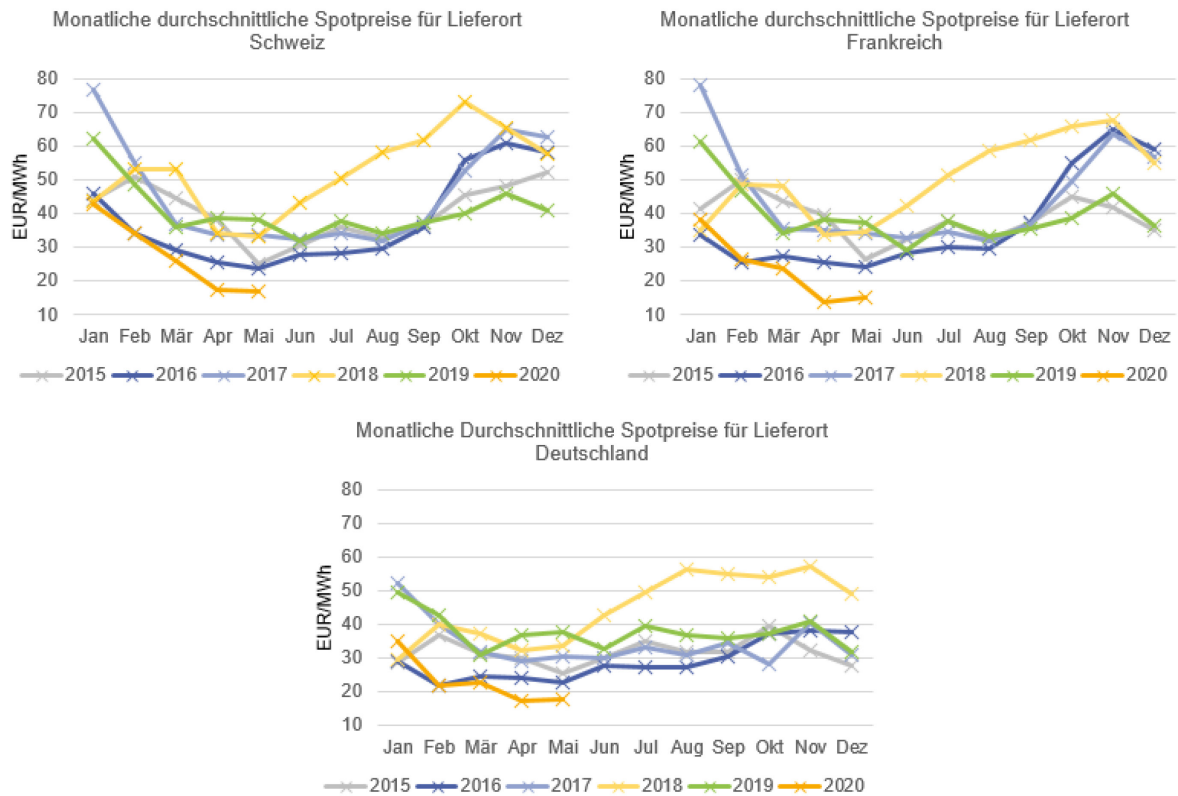 Monatliche durchschnittliche Spotpreise für Lieferort
Schweiz
EUR/MWh
80
70
60
50
40
30
20
10
Jan Feb Mär Apr Mai Jun Jul Aug Sep Okt Nov Dez
2015 2016 2017 2018 2019 2020
Monatliche durchschnittliche Spotpreise für Lieferort
Frankreich
EUR/MWh
80
70
60
50
40
30
20
10
Jan Feb Mär Apr Mai Jun Jul Aug Sep Okt Nov Dez
2015 2016 2017 2018 2019 2020
Monatliche Durchschnittliche Spotpreise für Lieferort
Deutschland
EUR/MWh
80
70
60
50
40
30
20
10
Jan Feb Mär Apr Mai Jun Jul Aug Sep Okt Nov Dez
2015 2016 2017 2018 2019 2020